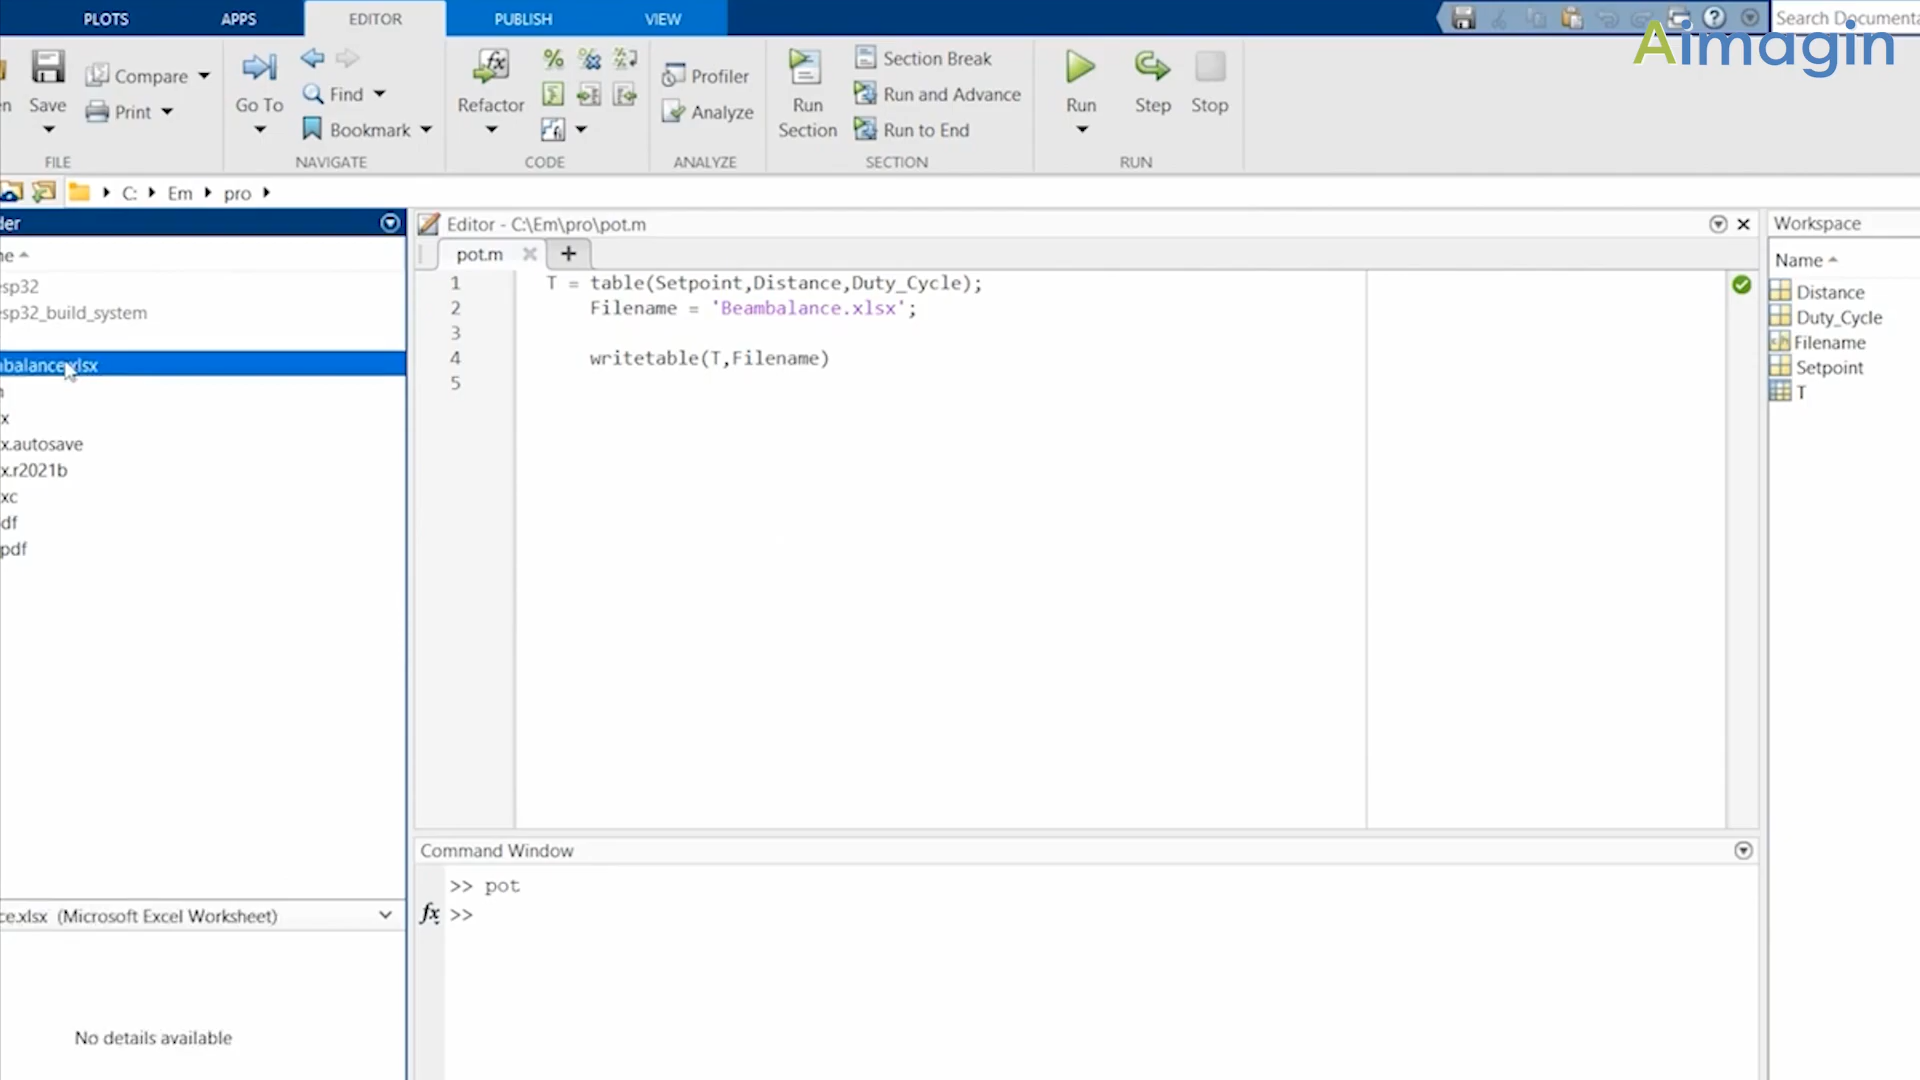 PLOTS APPS EDITOR PUBLISH VIEW
Search Documenta
Aimagin
Save Compare Print FILE
Go To Find Bookmark NAVIGATE
Refactor CODE
Profiler Analyze ANALYZE
Run Section Section Break Run and Advance Run to End SECTION
Run Step Stop RUN
C: Em pro
der
Editor - C:\Em\pro\pot.m
Workspace
pot.m
Name
esp32
esp32_build_system
mbalance.xlsx
x
x.autosave
x.r2021b
xc
df
pdf
1 T = table(Setpoint,Distance,Duty_Cycle);
2 Filename = 'Beambalance.xlsx';
3
4 writetable(T,Filename)
5
Distance
Duty_Cycle
Filename
Setpoint
T
Command Window
>> pot
fx >>
ce.xlsx (Microsoft Excel Worksheet)
No details available